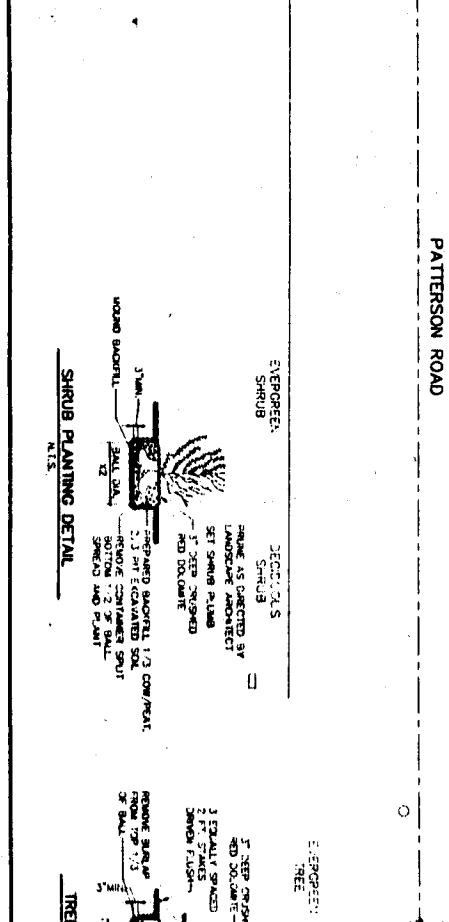 PATTERSON ROAD
EVERGREEN
SHRUB
DECIDUOUS
SHRUB
PRUNE AS DIRECTED BY
LANDSCAPE ARCHITECT
SET SHRUB PLUMB
3" DEEP CRUSHED
RED DOLOMITE
3"MIN.
MOUND BACKFILL
BALL DIA.
X2
PREPARED BACKFILL 1/3 COW/PEAT,
2/3 PIT EXCAVATED SOIL
REMOVE CONTAINER SPLIT
BOTTOM 1/2 OF BALL
SPREAD AND PLANT
SHRUB PLANTING DETAIL
N.T.S.
EVERGREEN
TREE
3" DEEP CRUSH
RED DOLOMITE
3 EQUALLY SPACED
2 FT. STAKES
DRIVEN FLUSH
REMOVE BURLAP
FROM TOP 1/3
OF BALL
3"MIN.
TREE